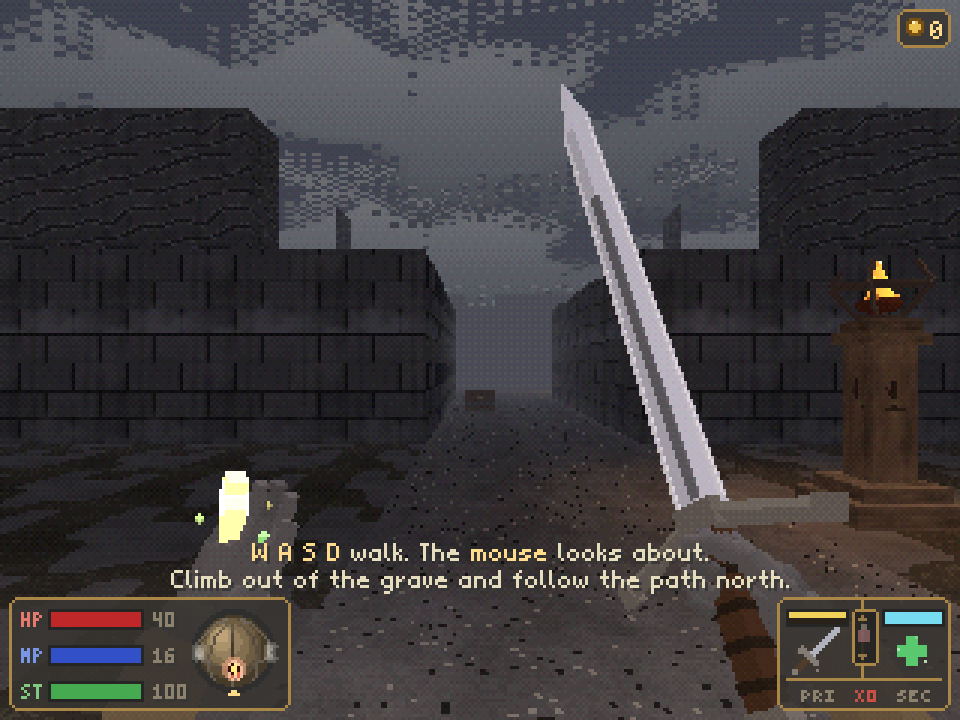 0
W A S D walk. The mouse looks about.
Climb out of the grave and follow the path north.
HP 40
MP 16
ST 100
PRI X0 SEC